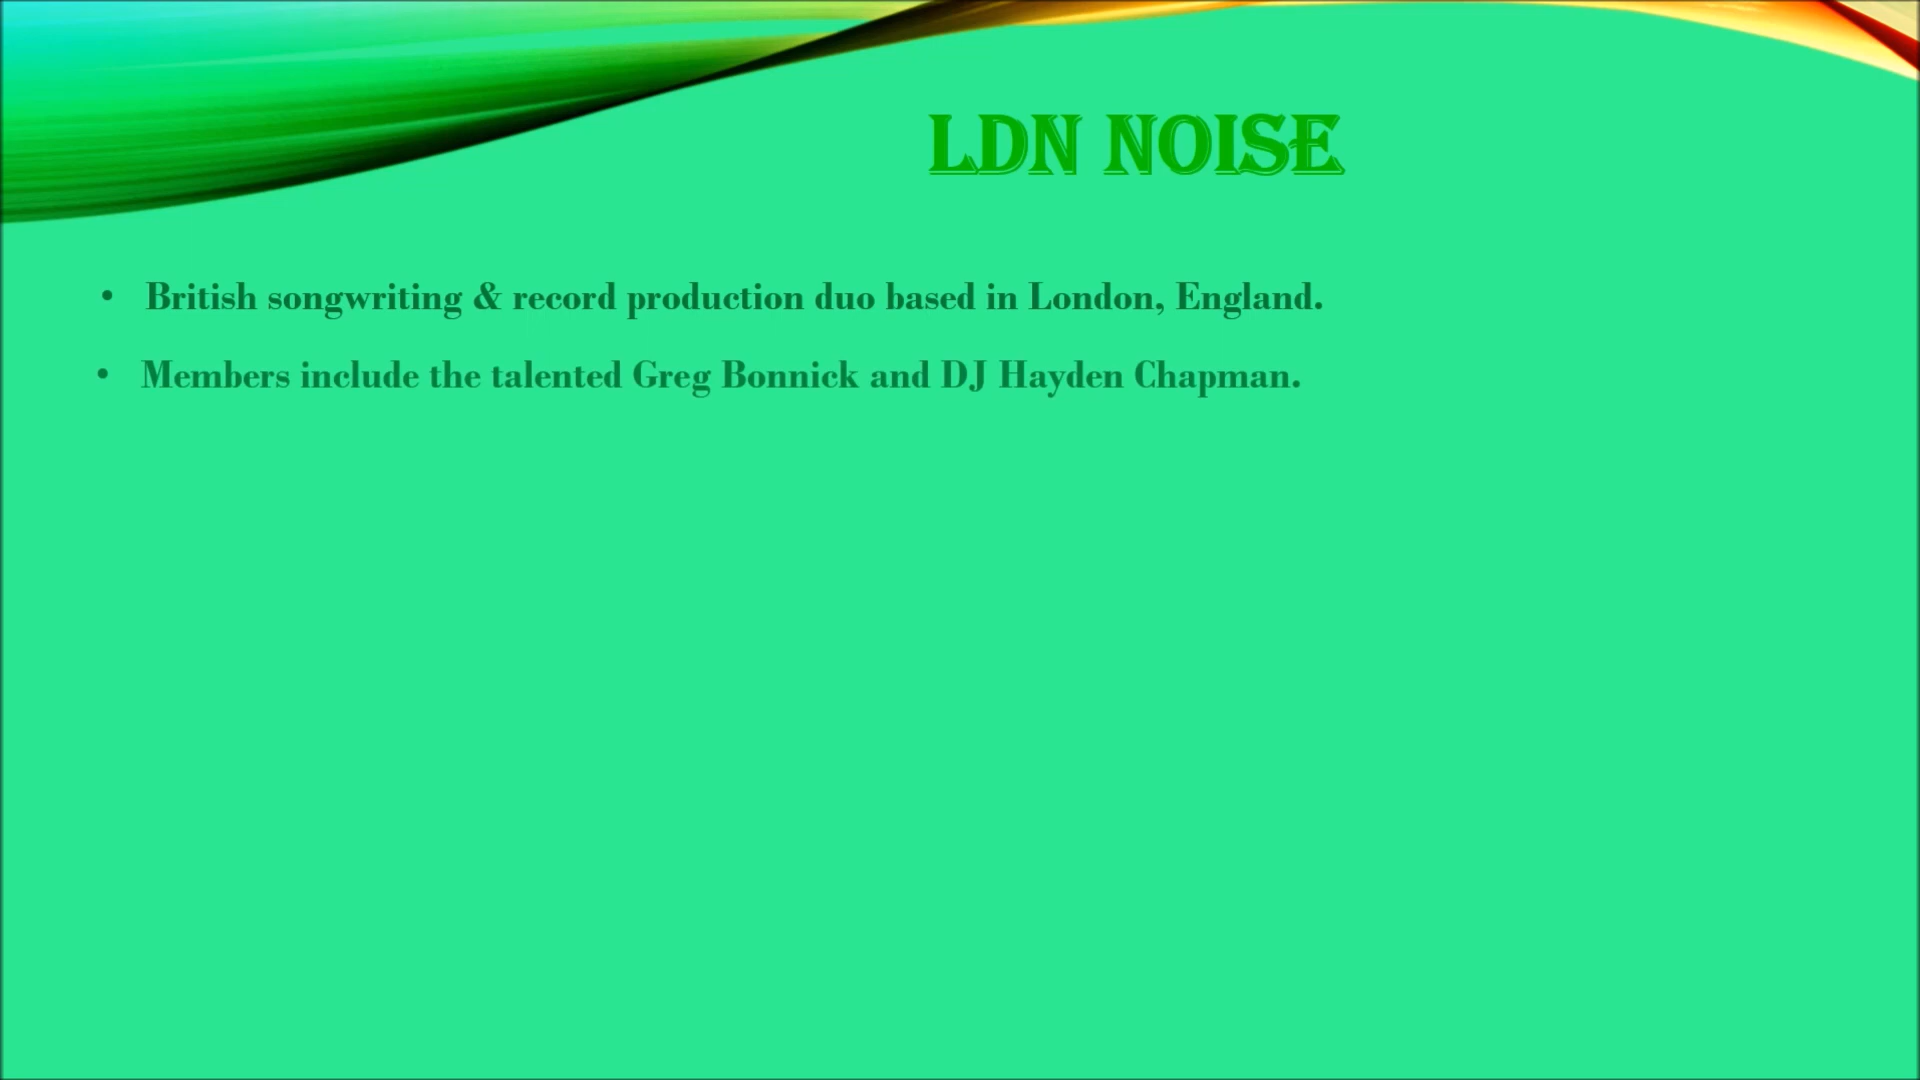 LDN NOISE
• British songwriting & record production duo based in London, England.
• Members include the talented Greg Bonnick and DJ Hayden Chapman.